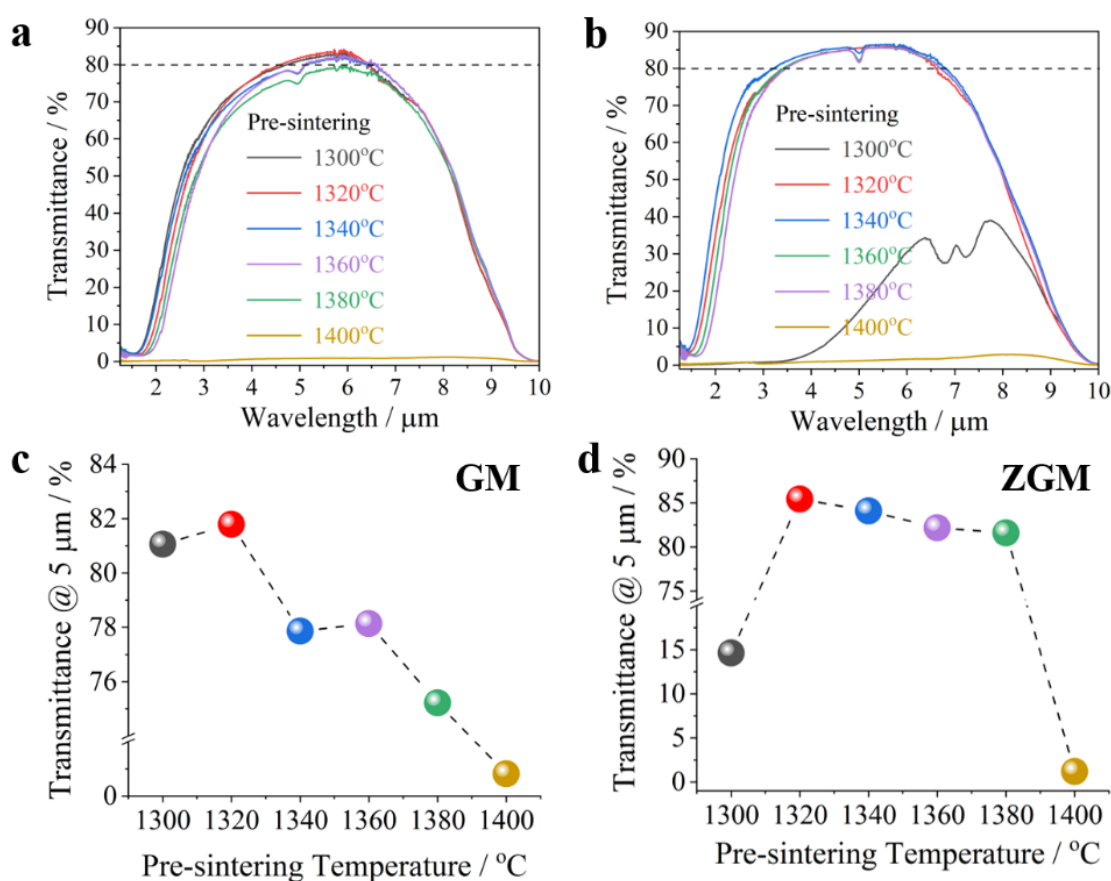 a
90
80
70
60
50
40
30
20
10
0
Transmittance / %
Pre-sintering
1300°C
1320°C
1340°C
1360°C
1380°C
1400°C
2 3 4 5 6 7 8 9 10
Wavelength / μm
b
90
80
70
60
50
40
30
20
10
0
Transmittance / %
Pre-sintering
1300°C
1320°C
1340°C
1360°C
1380°C
1400°C
2 3 4 5 6 7 8 9 10
Wavelength / μm
c
GM
84
82
80
78
76
0
Transmittance @ 5 μm / %
1300 1320 1340 1360 1380 1400
Pre-sintering Temperature / °C
d
ZGM
90
85
80
75
15
10
5
0
Transmittance @ 5 μm / %
1300 1320 1340 1360 1380 1400
Pre-sintering Temperature / °C